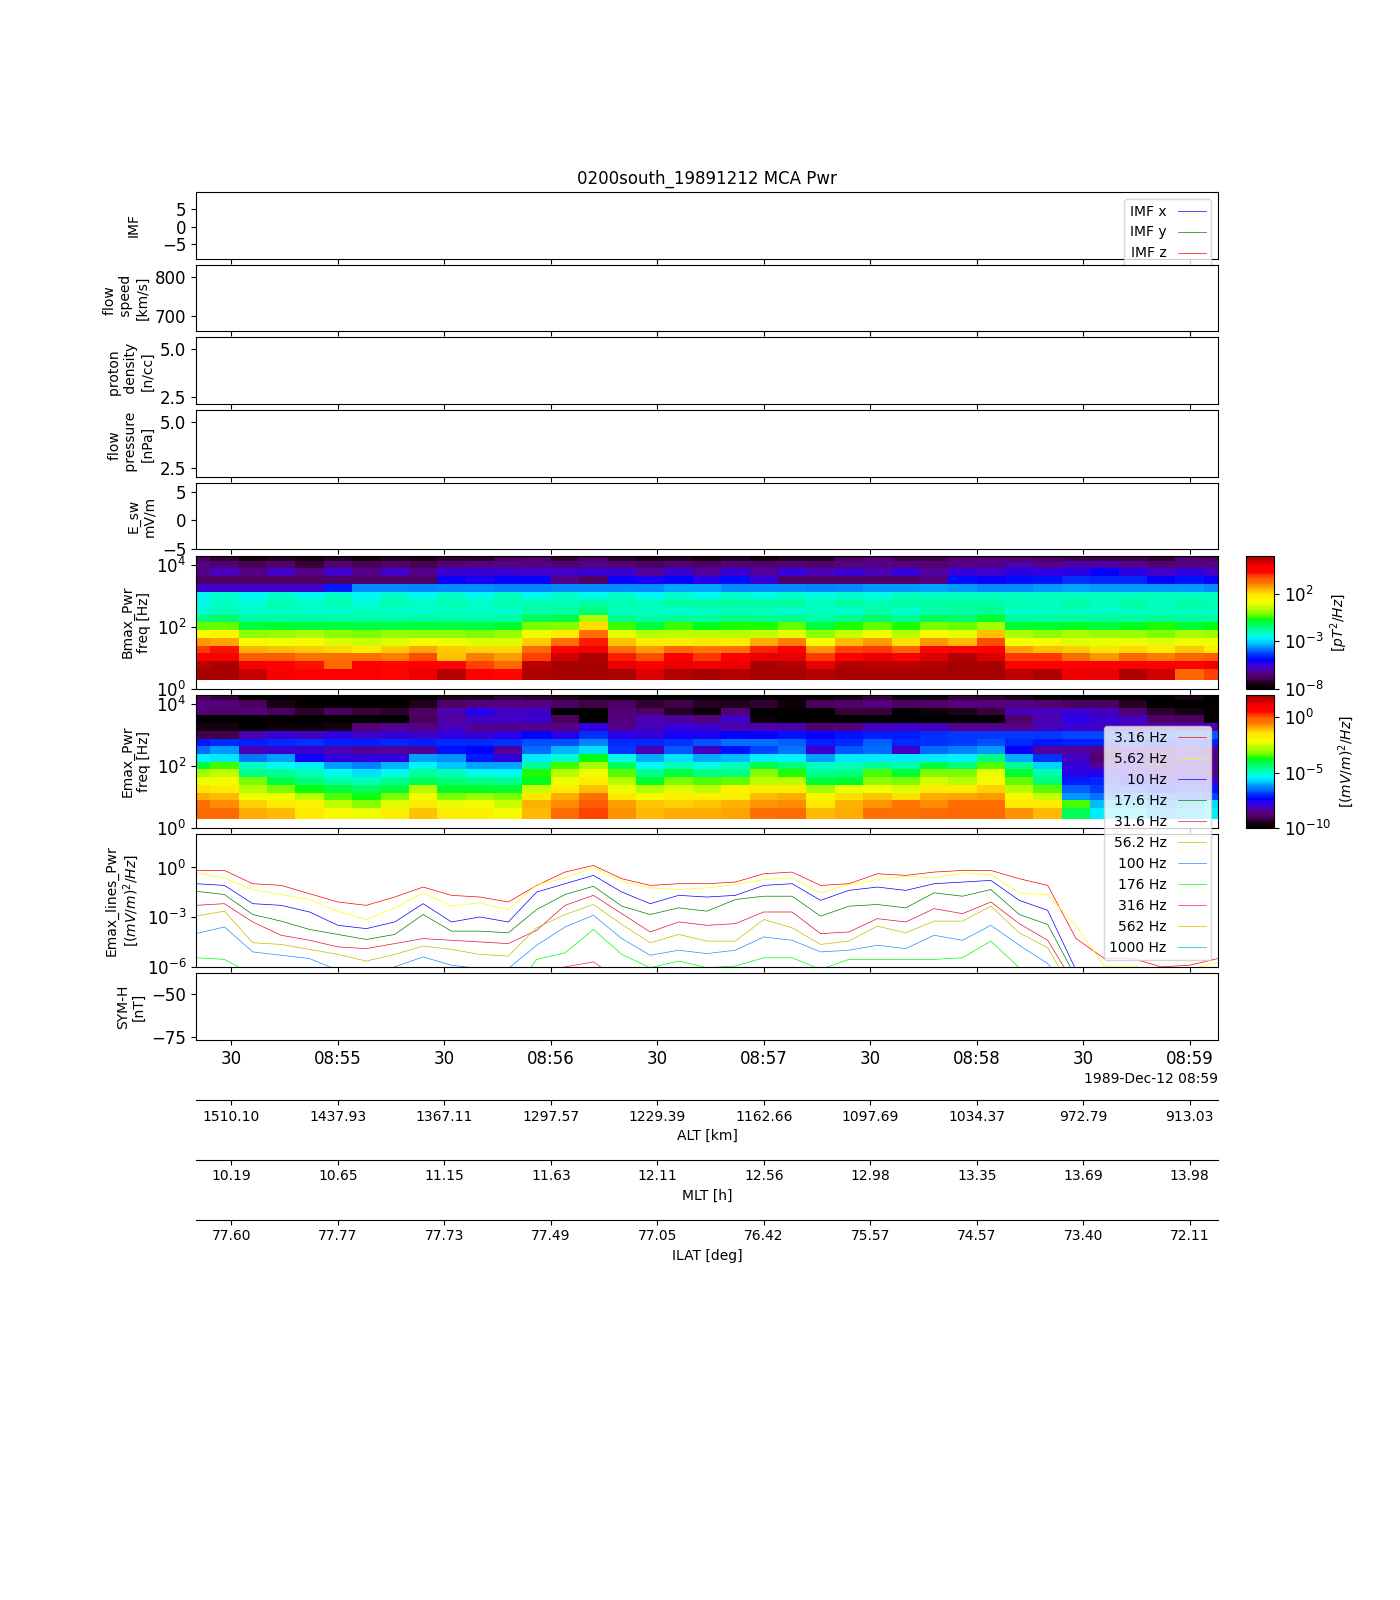 0200south_19891212 MCA Pwr
IMF
5
0
−5
IMF x
IMF y
IMF z
flow
speed
[km/s]
800
700
proton
density
[n/cc]
5.0
2.5
flow
pressure
[nPa]
5.0
2.5
E_sw
mV/m
5
0
−5
Bmax_Pwr
freq [Hz]
10^4
10^2
10^0
10^2
10^−3
10^−8
[pT^2/Hz]
Emax_Pwr
freq [Hz]
10^4
10^2
10^0
10^0
10^−5
10^−10
[(mV/m)^2/Hz]
3.16 Hz
5.62 Hz
10 Hz
17.6 Hz
31.6 Hz
56.2 Hz
100 Hz
176 Hz
316 Hz
562 Hz
1000 Hz
Emax_lines_Pwr
[(mV/m)^2/Hz]
10^0
10^−3
10^−6
SYM-H
[nT]
−50
−75
30 08:55 30 08:56 30 08:57 30 08:58 30 08:59
1989-Dec-12 08:59
1510.10 1437.93 1367.11 1297.57 1229.39 1162.66 1097.69 1034.37 972.79 913.03
ALT [km]
10.19 10.65 11.15 11.63 12.11 12.56 12.98 13.35 13.69 13.98
MLT [h]
77.60 77.77 77.73 77.49 77.05 76.42 75.57 74.57 73.40 72.11
ILAT [deg]